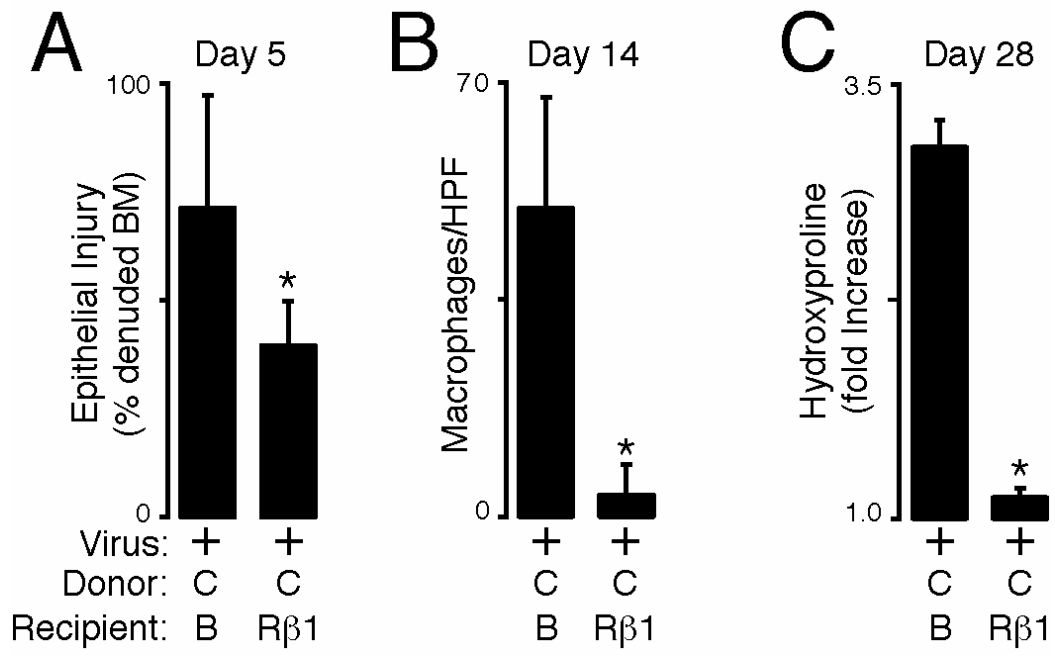 A
Day 5
100
Epithelial Injury
(% denuded BM)
*
0
B
Day 14
70
Macrophages/HPF
*
0
C
Day 28
3.5
Hydroxyproline
(fold Increase)
*
1.0
Virus: + + + + + +
Donor: C C C C C C
Recipient: B Rβ1 B Rβ1 B Rβ1